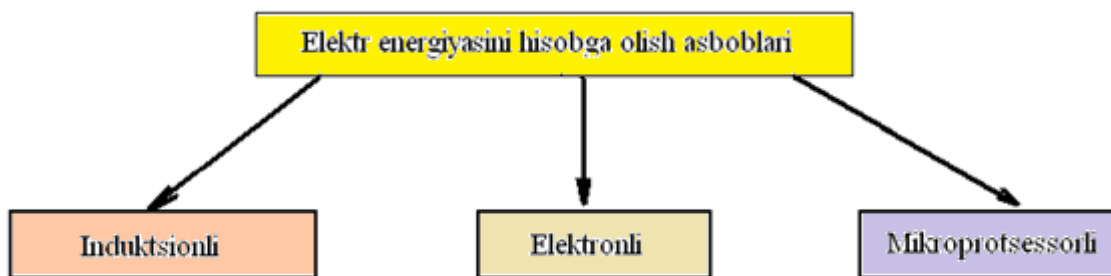 Elektr energiyasini hisobga olish asboblari
Induktsionli
Elektronli
Mikroprotsessorli